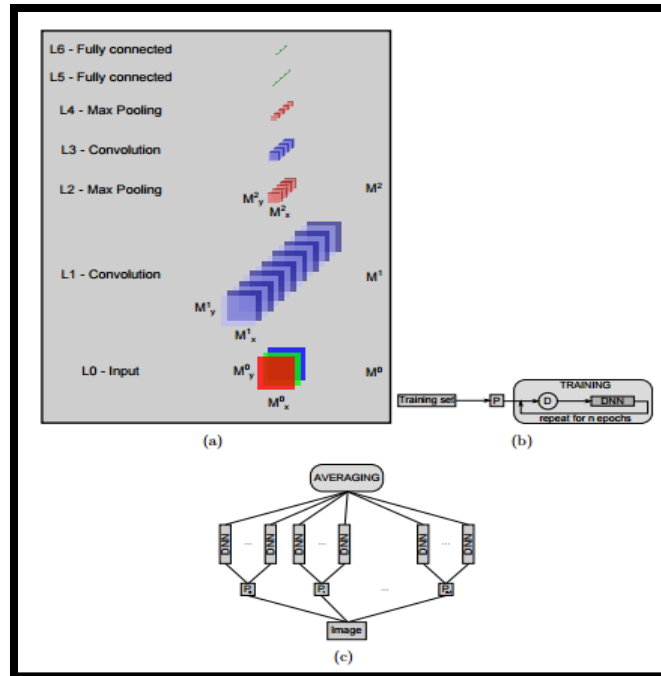 L6 - Fully connected
L5 - Fully connected
L4 - Max Pooling
L3 - Convolution
L2 - Max Pooling
M²y
M²x
M²
L1 - Convolution
M¹y
M¹x
M¹
L0 - Input
M⁰y
M⁰x
M⁰
(a)
TRAINING
Training set
P
D
DNN
repeat for n epochs
(b)
AVERAGING
DNN ... DNN DNN ... DNN DNN ... DNN
P P ... P
Image
(c)